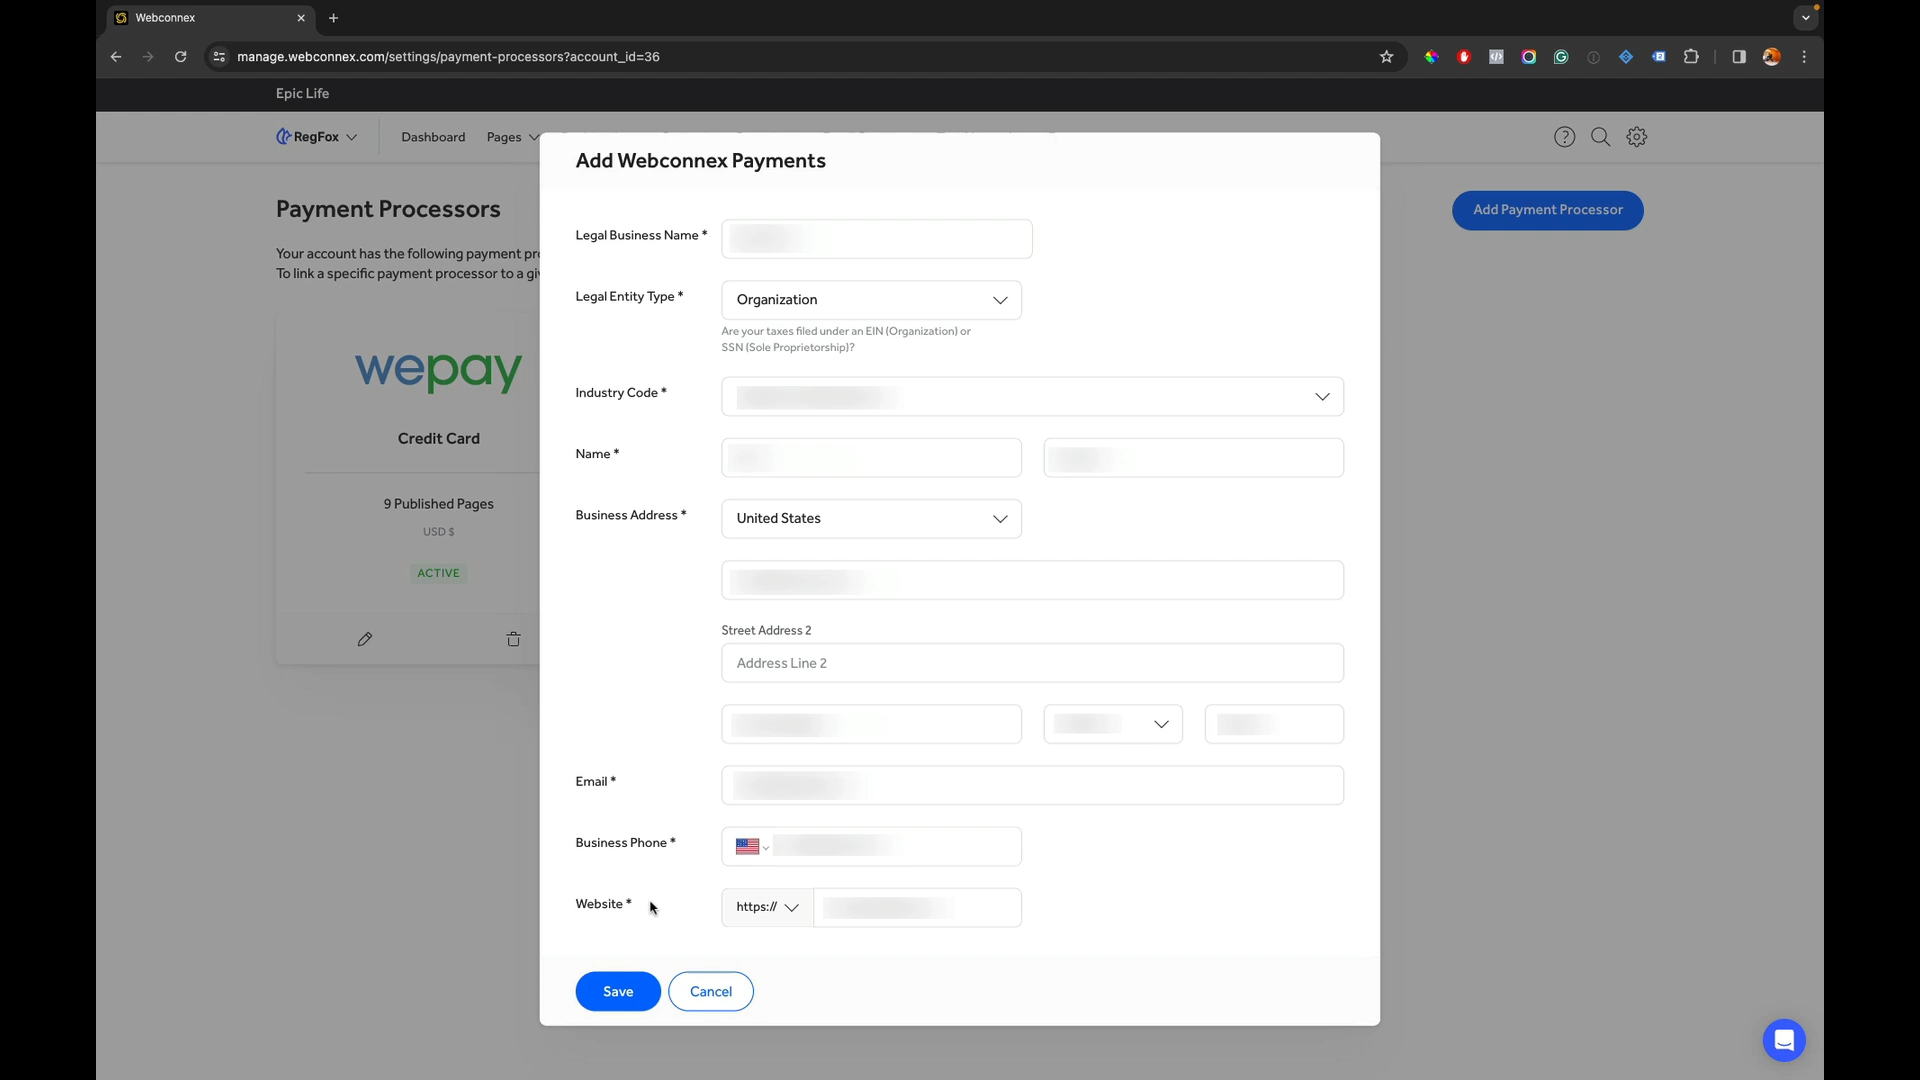 Webconnex
manage.webconnex.com/settings/payment-processors?account_id=36
Epic Life
RegFox
Dashboard
Pages
Add Webconnex Payments
Payment Processors
Add Payment Processor
Your account has the following payment pr
To link a specific payment processor to a gi
Legal Business Name *
Legal Entity Type *
Organization
Are your taxes filed under an EIN (Organization) or
SSN (Sole Proprietorship)?
wepay
Credit Card
9 Published Pages
USD $
ACTIVE
Industry Code *
Name *
Business Address *
United States
Street Address 2
Address Line 2
Email *
Business Phone *
Website *
https://
Save
Cancel